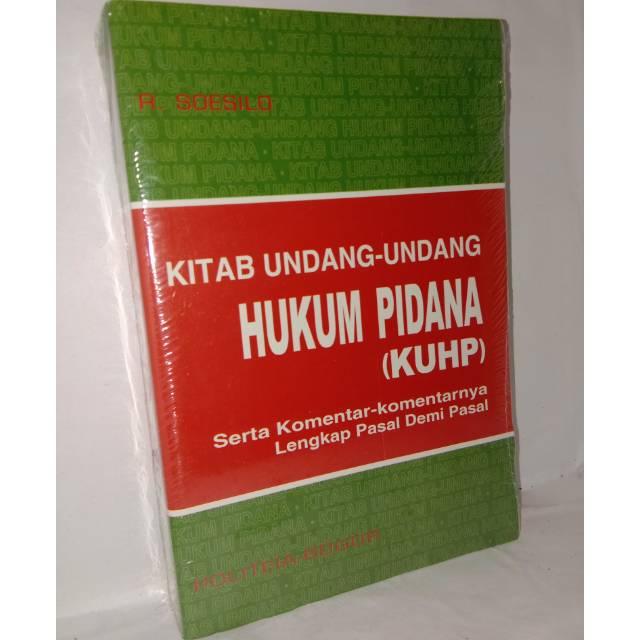 R. SOESILO
KITAB UNDANG-UNDANG
HUKUM PIDANA
(KUHP)
Serta Komentar-komentarnya
Lengkap Pasal Demi Pasal
POLITEIA-BOGOR